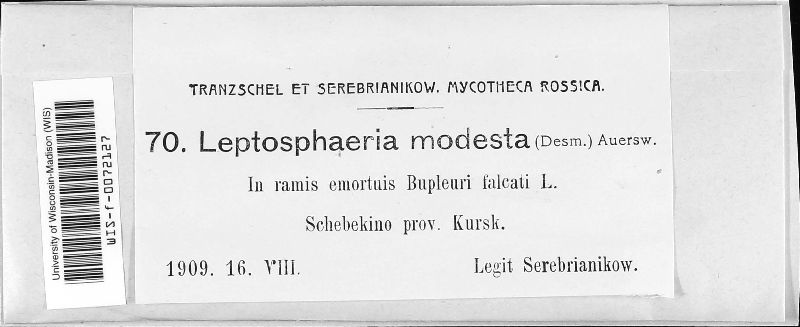 TRANZSCHEL ET SEREBRIANIKOW. MYCOTHECA ROSSICA.
70. Leptosphaeria modesta (Desm.) Auersw.
In ramis emortuis Bupleuri falcati L.
Schebekino prov. Kursk.
1909. 16. VIII. Legit Serebrianikow.
University of Wisconsin-Madison (WIS)
WIS-f-0072127